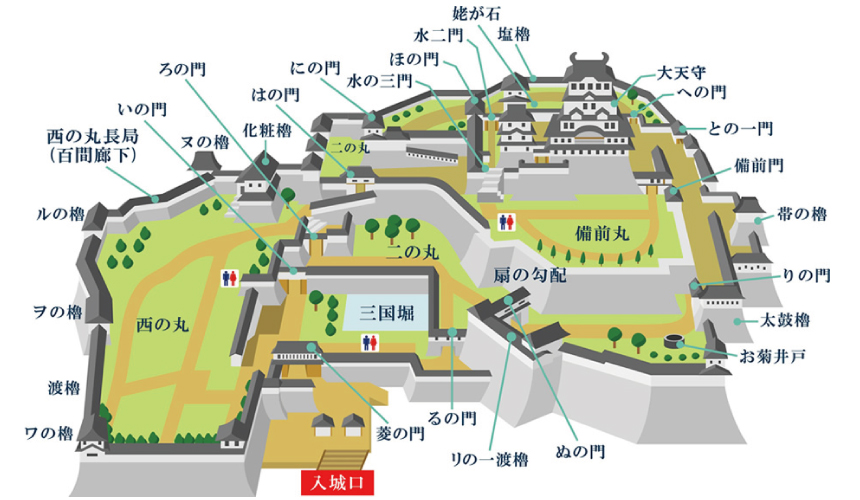 姥が石
水二門
塩櫓
ほの門
大天守
にの門
ろの門
水の三門
への門
はの門
いの門
との一門
化粧櫓
ヌの櫓
西の丸長局
(百間廊下)
二の丸
備前門
ルの櫓
帯の櫓
備前丸
二の丸
扇の勾配
りの門
ヲの櫓
三国堀
西の丸
太鼓櫓
お菊井戸
渡櫓
るの門
菱の門
ワの櫓
ぬの門
リの一渡櫓
入城口